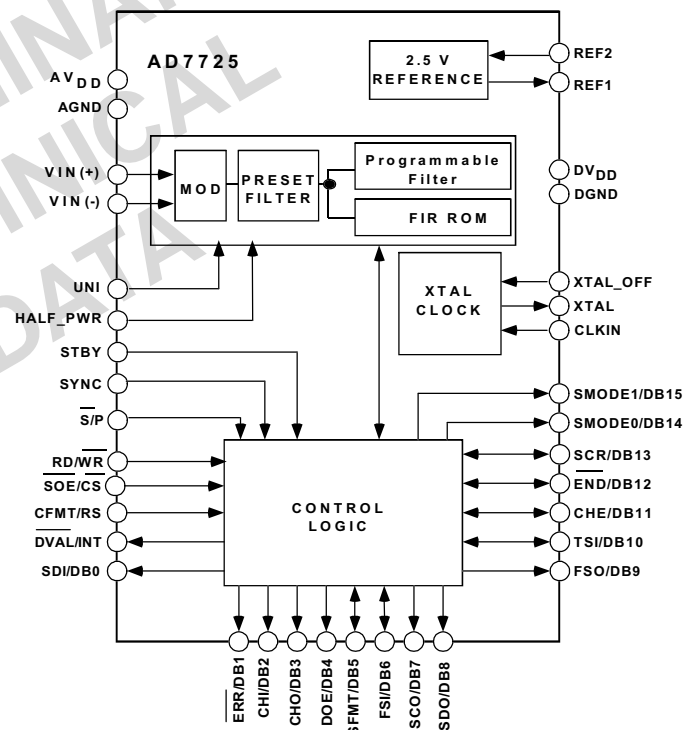 PRELIMINARY
TECHNICAL
DATA
AD7725
AVDD
AGND
VIN(+)
VIN(-)
UNI
HALF_PWR
STBY
SYNC
S/P
RD/WR
SOE/CS
CFMT/RS
DVAL/INT
SDI/DB0
2.5 V
REFERENCE
MOD
PRESET
FILTER
Programmable
Filter
FIR ROM
XTAL
CLOCK
CONTROL
LOGIC
REF2
REF1
DVDD
DGND
XTAL_OFF
XTAL
CLKIN
SMODE1/DB15
SMODE0/DB14
SCR/DB13
END/DB12
CHE/DB11
TSI/DB10
FSO/DB9
ERR/DB1
CHI/DB2
CHO/DB3
DOE/DB4
SFMT/DB5
FSI/DB6
SCO/DB7
SDO/DB8